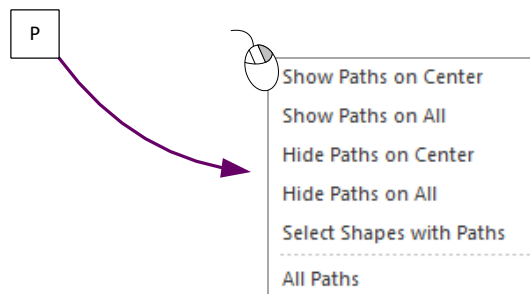 P
Show Paths on Center
Show Paths on All
Hide Paths on Center
Hide Paths on All
Select Shapes with Paths
All Paths